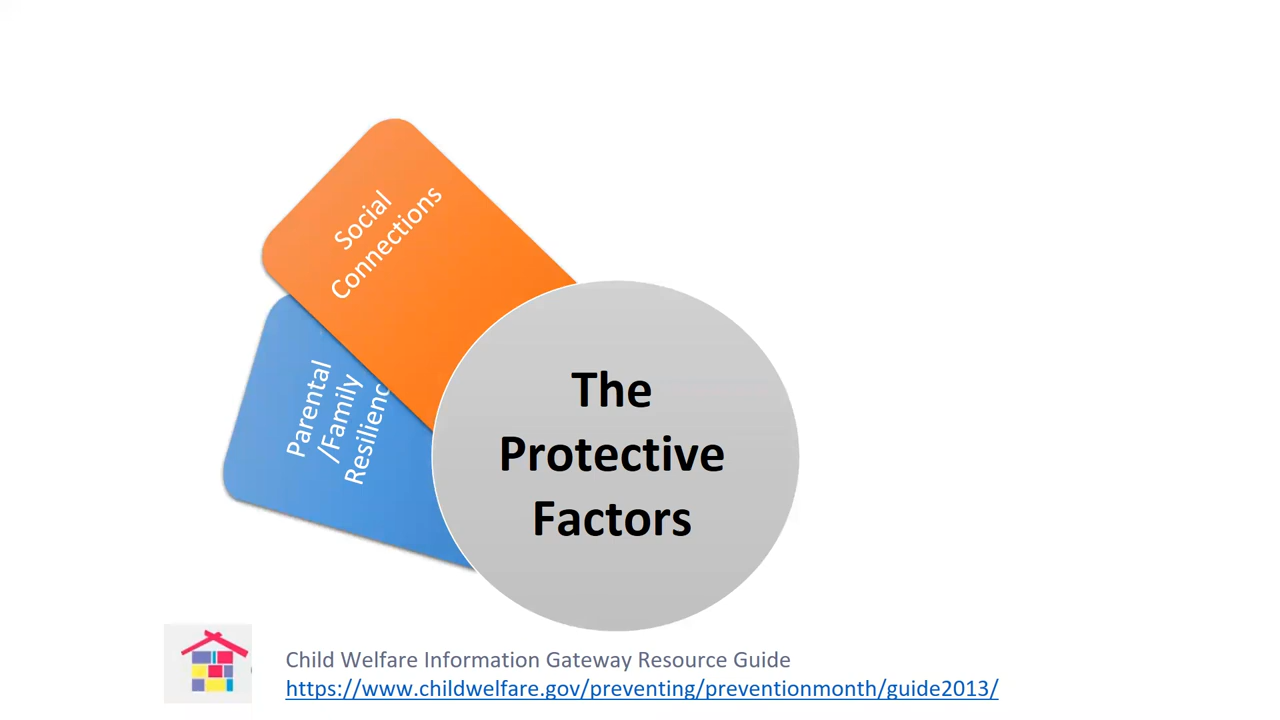 Social
Connections
Parental
/Family
The
Protective
Factors
Child Welfare Information Gateway Resource Guide
https://www.childwelfare.gov/preventing/preventionmonth/guide2013/